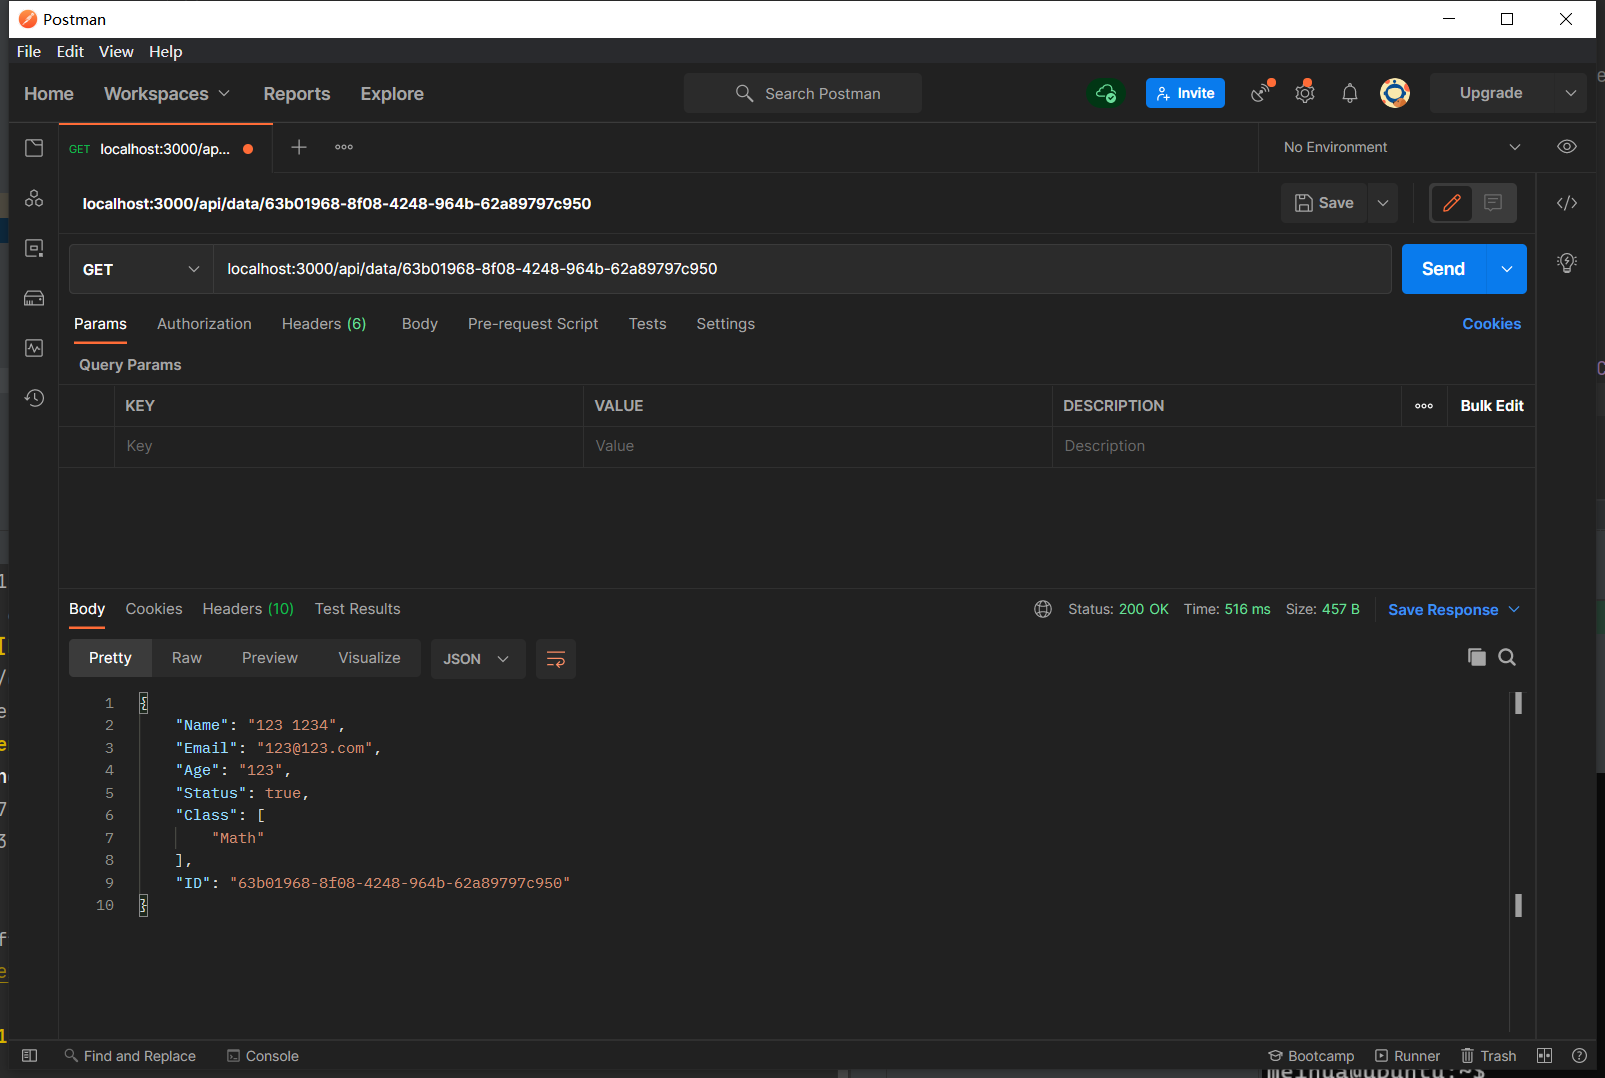 Postman
File Edit View Help
Home Workspaces Reports Explore Search Postman Invite Upgrade
GET localhost:3000/ap... No Environment
localhost:3000/api/data/63b01968-8f08-4248-964b-62a89797c950 Save
GET localhost:3000/api/data/63b01968-8f08-4248-964b-62a89797c950 Send
Params Authorization Headers (6) Body Pre-request Script Tests Settings Cookies
Query Params
KEY VALUE DESCRIPTION Bulk Edit
Key Value Description
Body Cookies Headers (10) Test Results Status: 200 OK Time: 516 ms Size: 457 B Save Response
Pretty Raw Preview Visualize JSON
1 {
2 "Name": "123 1234",
3 "Email": "123@123.com",
4 "Age": "123",
5 "Status": true,
6 "Class": [
7 "Math"
8 ],
9 "ID": "63b01968-8f08-4248-964b-62a89797c950"
10 }
Find and Replace Console Bootcamp Runner Trash
meihua@ubuntu:~$